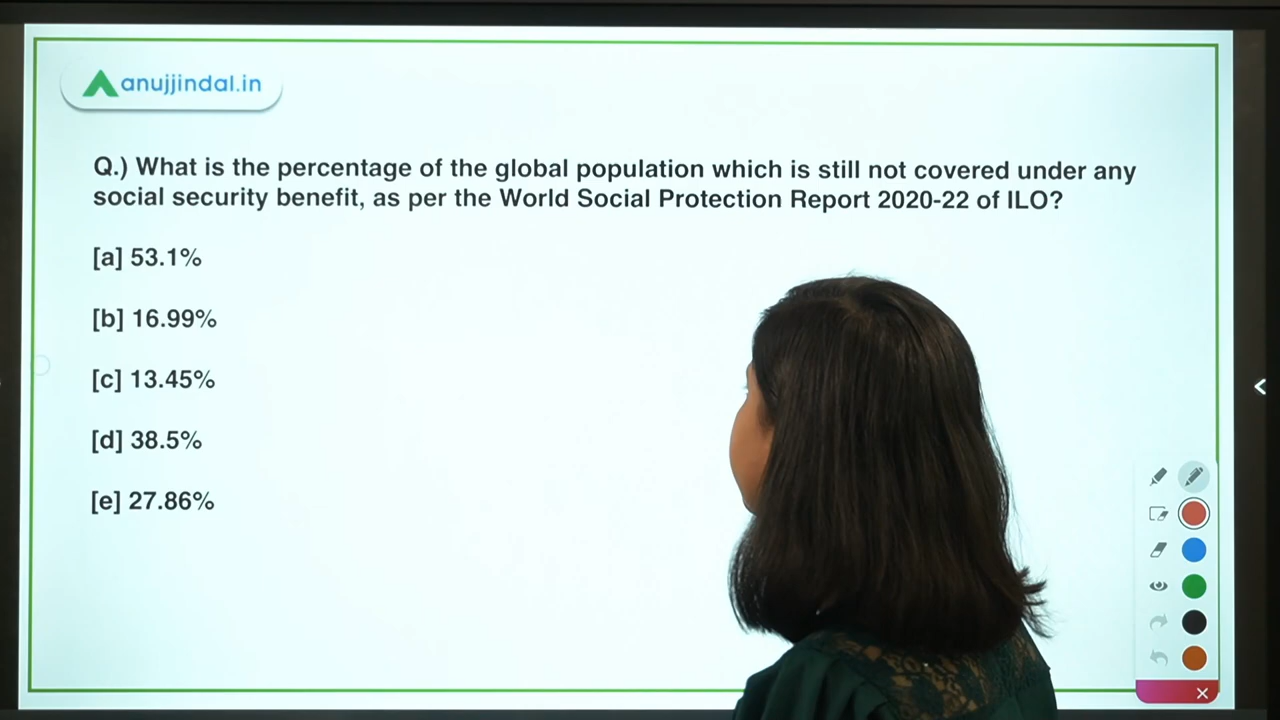 anujjindal.in
Q.) What is the percentage of the global population which is still not covered under any
social security benefit, as per the World Social Protection Report 2020-22 of ILO?
[a] 53.1%
[b] 16.99%
[c] 13.45%
[d] 38.5%
[e] 27.86%